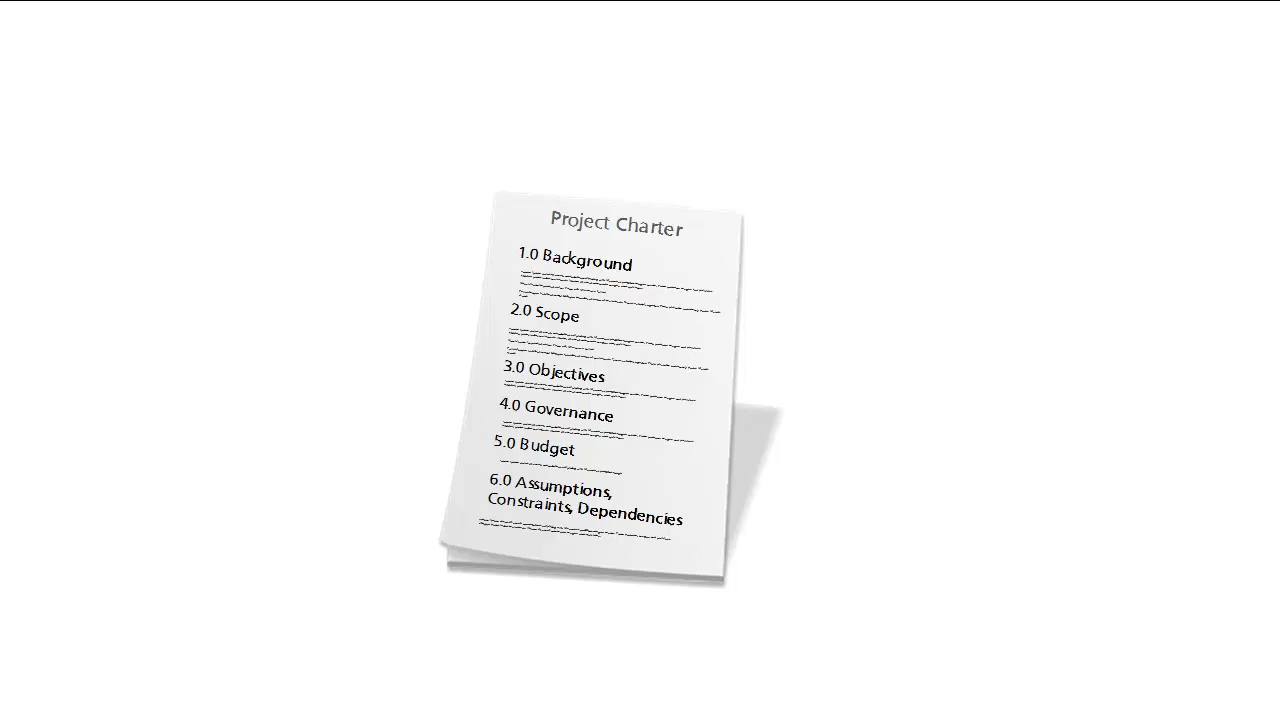 Project Charter
1.0 Background
2.0 Scope
3.0 Objectives
4.0 Governance
5.0 Budget
6.0 Assumptions,
Constraints, Dependencies